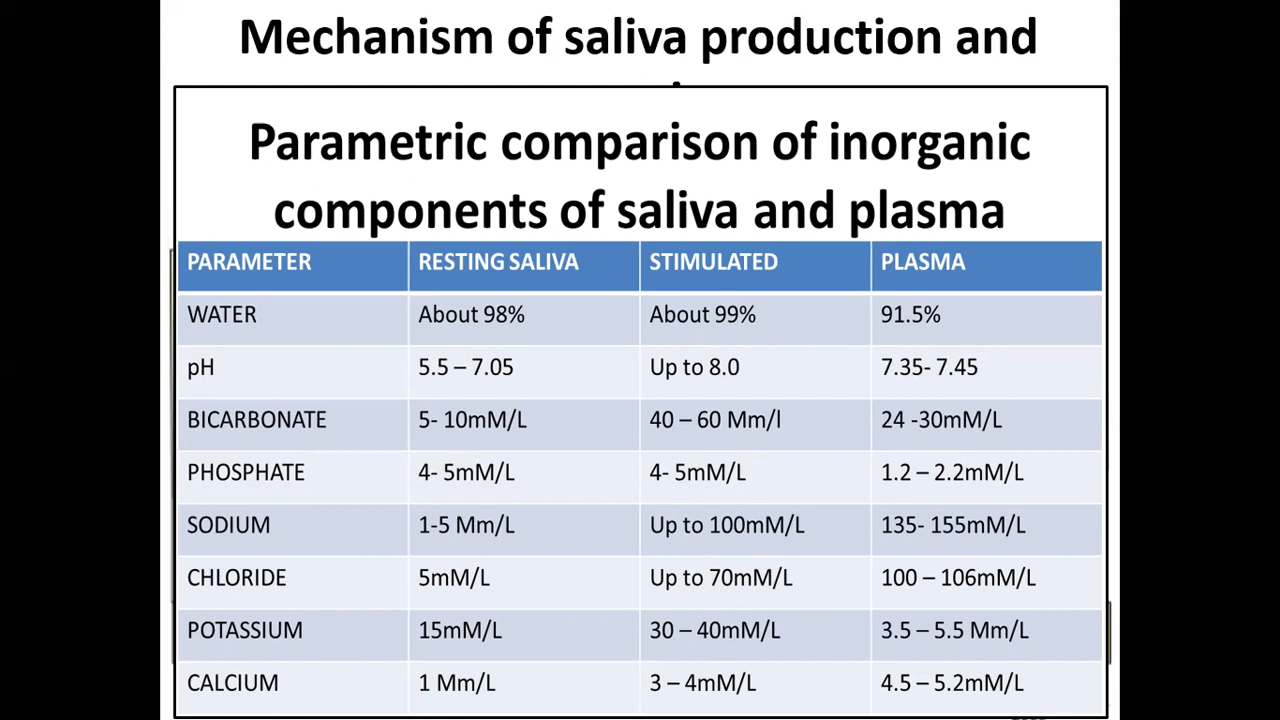 Mechanism of saliva production and
Parametric comparison of inorganic
components of saliva and plasma
PARAMETER RESTING SALIVA STIMULATED PLASMA
WATER About 98% About 99% 91.5%
pH 5.5 – 7.05 Up to 8.0 7.35- 7.45
BICARBONATE 5- 10mM/L 40 – 60 Mm/l 24 -30mM/L
PHOSPHATE 4- 5mM/L 4- 5mM/L 1.2 – 2.2mM/L
SODIUM 1-5 Mm/L Up to 100mM/L 135- 155mM/L
CHLORIDE 5mM/L Up to 70mM/L 100 – 106mM/L
POTASSIUM 15mM/L 30 – 40mM/L 3.5 – 5.5 Mm/L
CALCIUM 1 Mm/L 3 – 4mM/L 4.5 – 5.2mM/L